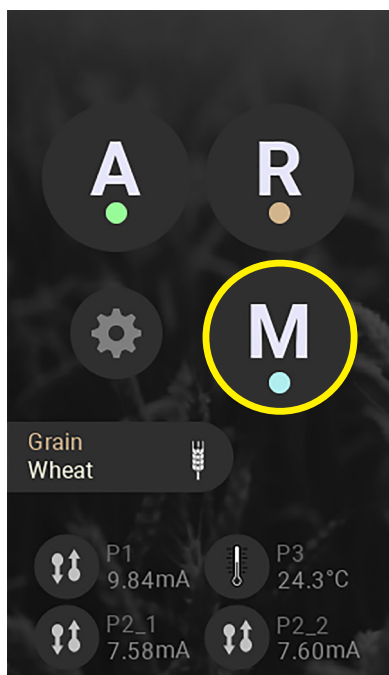 A
R
M
Grain
Wheat
P1
9.84mA
P3
24.3°C
P2_1
7.58mA
P2_2
7.60mA